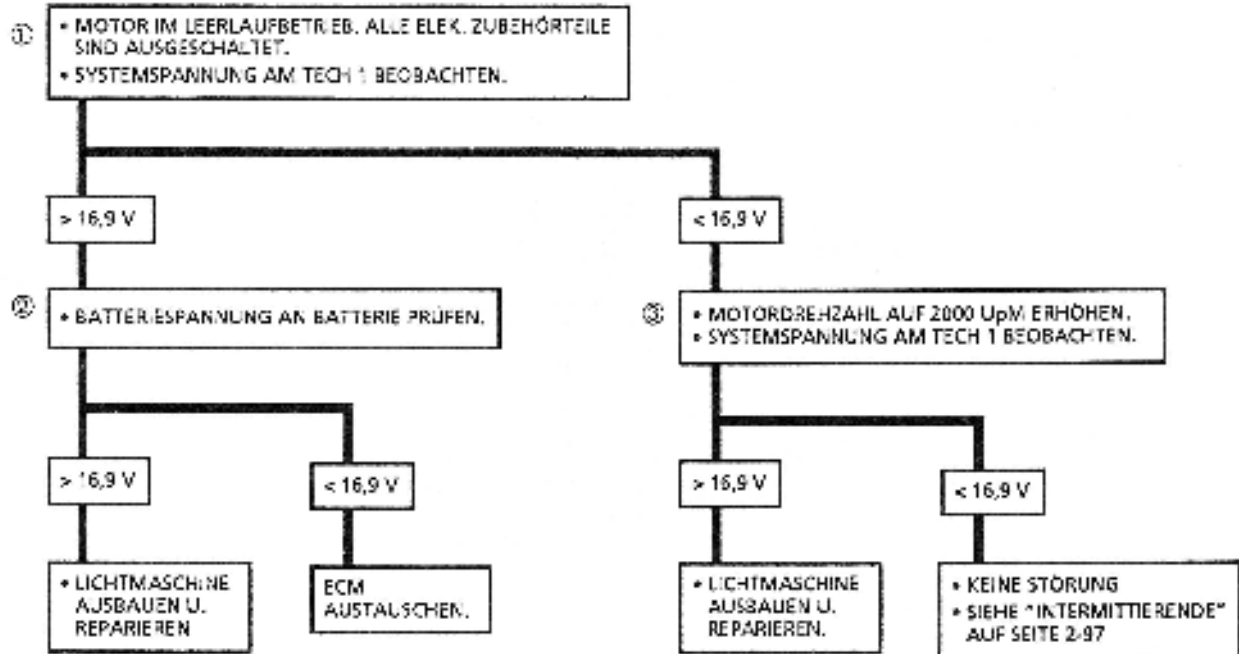 ①
• MOTOR IM LEERLAUFBETRIEB. ALLE ELEK. ZUBEHÖRTEILE
SIND AUSGESCHALTET.
• SYSTEMSPANNUNG AM TECH 1 BEOBACHTEN.
> 16,9 V
< 16,9 V
②
• BATTERIESPANNUNG AN BATTERIE PRÜFEN.
③
• MOTORDREHZAHL AUF 2000 UpM ERHÖHEN.
• SYSTEMSPANNUNG AM TECH 1 BEOBACHTEN.
> 16,9 V
< 16,9 V
> 16,9 V
< 16,9 V
• LICHTMASCHINE
AUSBAUEN U.
REPARIEREN
ECM
AUSTAUSCHEN.
• LICHTMASCHINE
AUSBAUEN U.
REPARIEREN.
• KEINE STÖRUNG
• SIEHE "INTERMITTIERENDE"
AUF SEITE 2-97